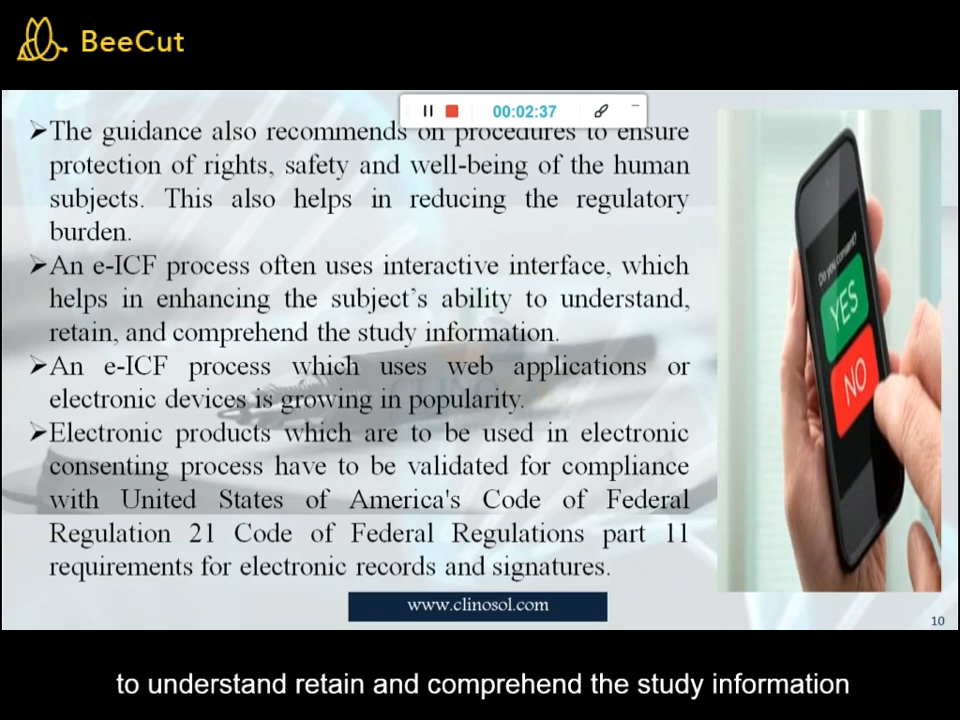 BeeCut
00:02:37
➢The guidance also recommends on procedures to ensure
protection of rights, safety and well-being of the human
subjects. This also helps in reducing the regulatory
burden.
➢An e-ICF process often uses interactive interface, which
helps in enhancing the subject's ability to understand,
retain, and comprehend the study information.
➢An e-ICF process which uses web applications or
electronic devices is growing in popularity.
➢Electronic products which are to be used in electronic
consenting process have to be validated for compliance
with United States of America's Code of Federal
Regulation 21 Code of Federal Regulations part 11
requirements for electronic records and signatures.
Do you consent?
YES
NO
www.clinosol.com
10
to understand retain and comprehend the study information